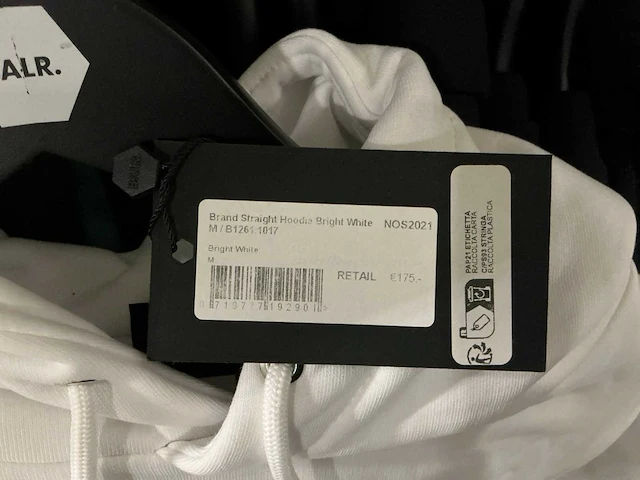 ALR.
Brand Straight Hoodie Bright White NOS2021
M / B1261.1017
Bright White
M
RETAIL €175,-
PAP21 ETICHETTA
RACCOLTA CARTA
C/PS93 STRINGA
RACCOLTA PLASTICA